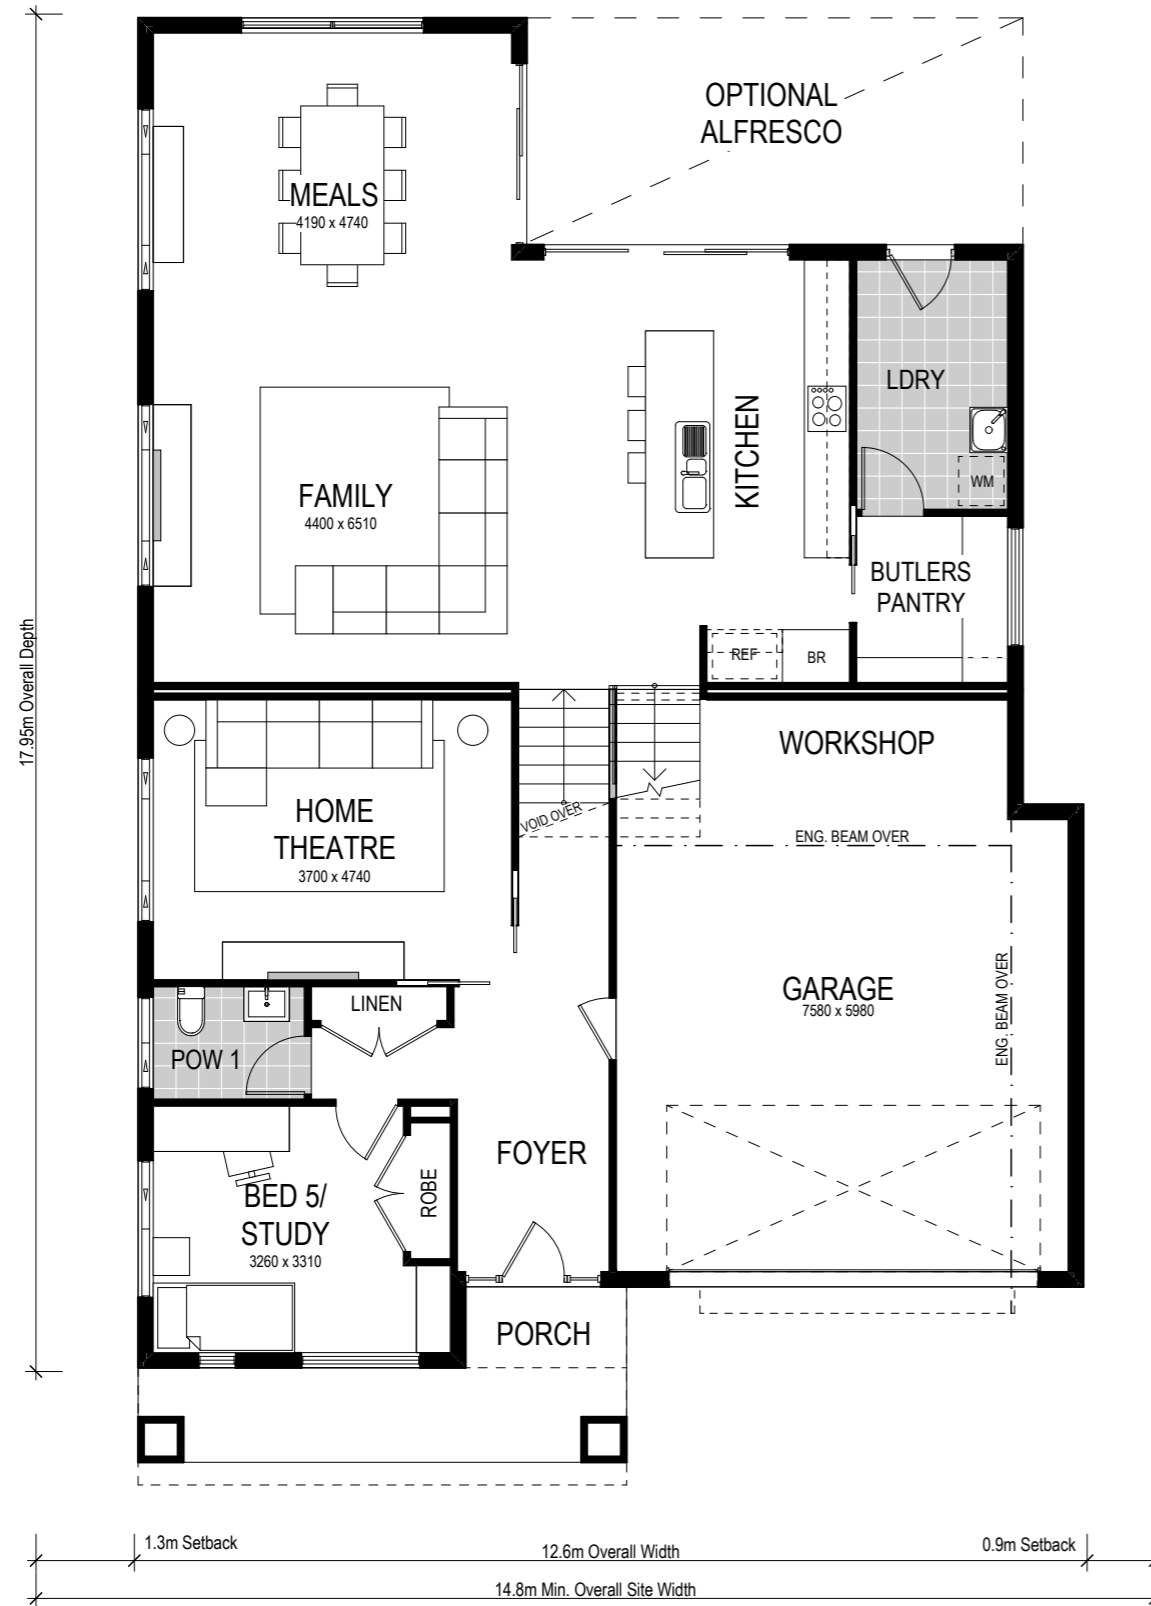 OPTIONAL
ALFRESCO
MEALS
4190 x 4740
LDRY
KITCHEN
WM
FAMILY
4400 x 6510
BUTLERS
PANTRY
REF
BR
17.95m Overall Depth
WORKSHOP
HOME
THEATRE
3700 x 4740
VOID OVER
ENG. BEAM OVER
GARAGE
7580 x 5980
ENG. BEAM OVER
LINEN
POW 1
FOYER
ROBE
BED 5/
STUDY
3260 x 3310
PORCH
1.3m Setback
12.6m Overall Width
0.9m Setback
14.8m Min. Overall Site Width